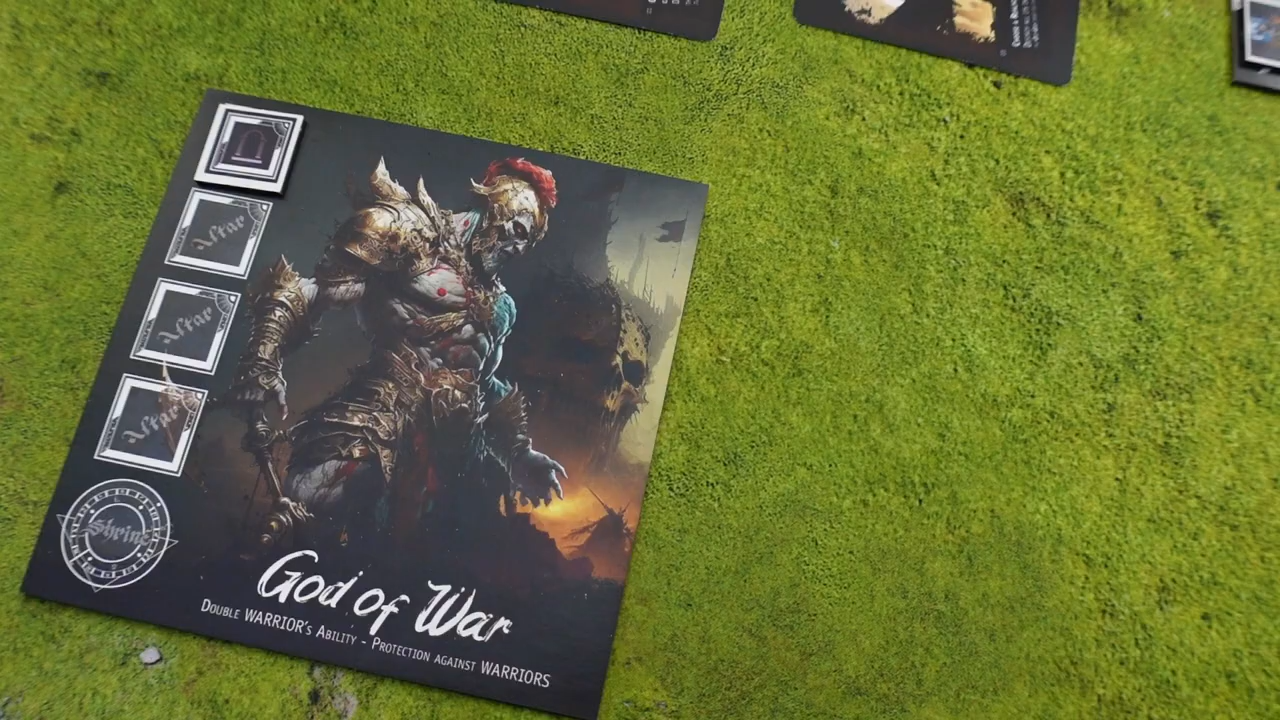 Altar
Altar
Altar
Shrine
God of War
DOUBLE WARRIOR'S ABILITY - PROTECTION AGAINST WARRIORS